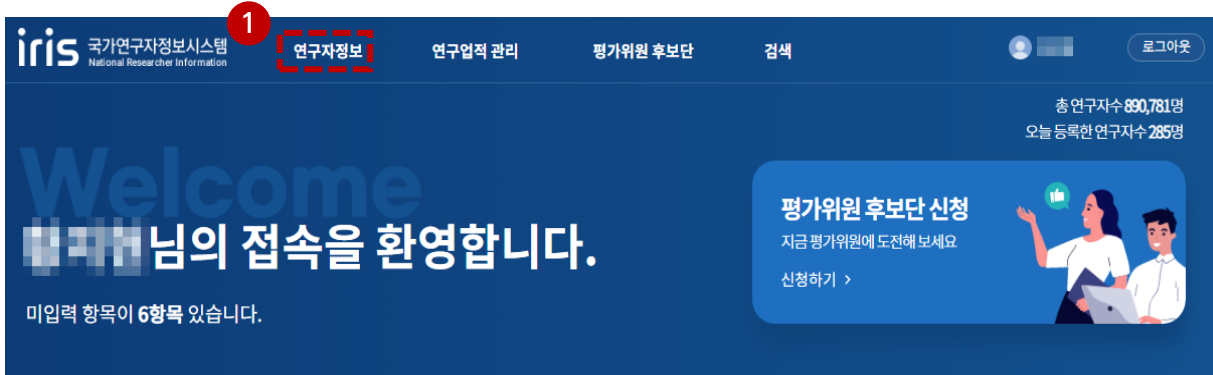 1
iris 국가연구자정보시스템
National Researcher Information
연구자정보
연구업적 관리
평가위원 후보단
검색
로그아웃
총 연구자수 890,781명
오늘 등록한 연구자수 285명
Welcome
님의 접속을 환영합니다.
미입력 항목이 6항목 있습니다.
평가위원 후보단 신청
지금 평가위원에 도전해 보세요
신청하기 >